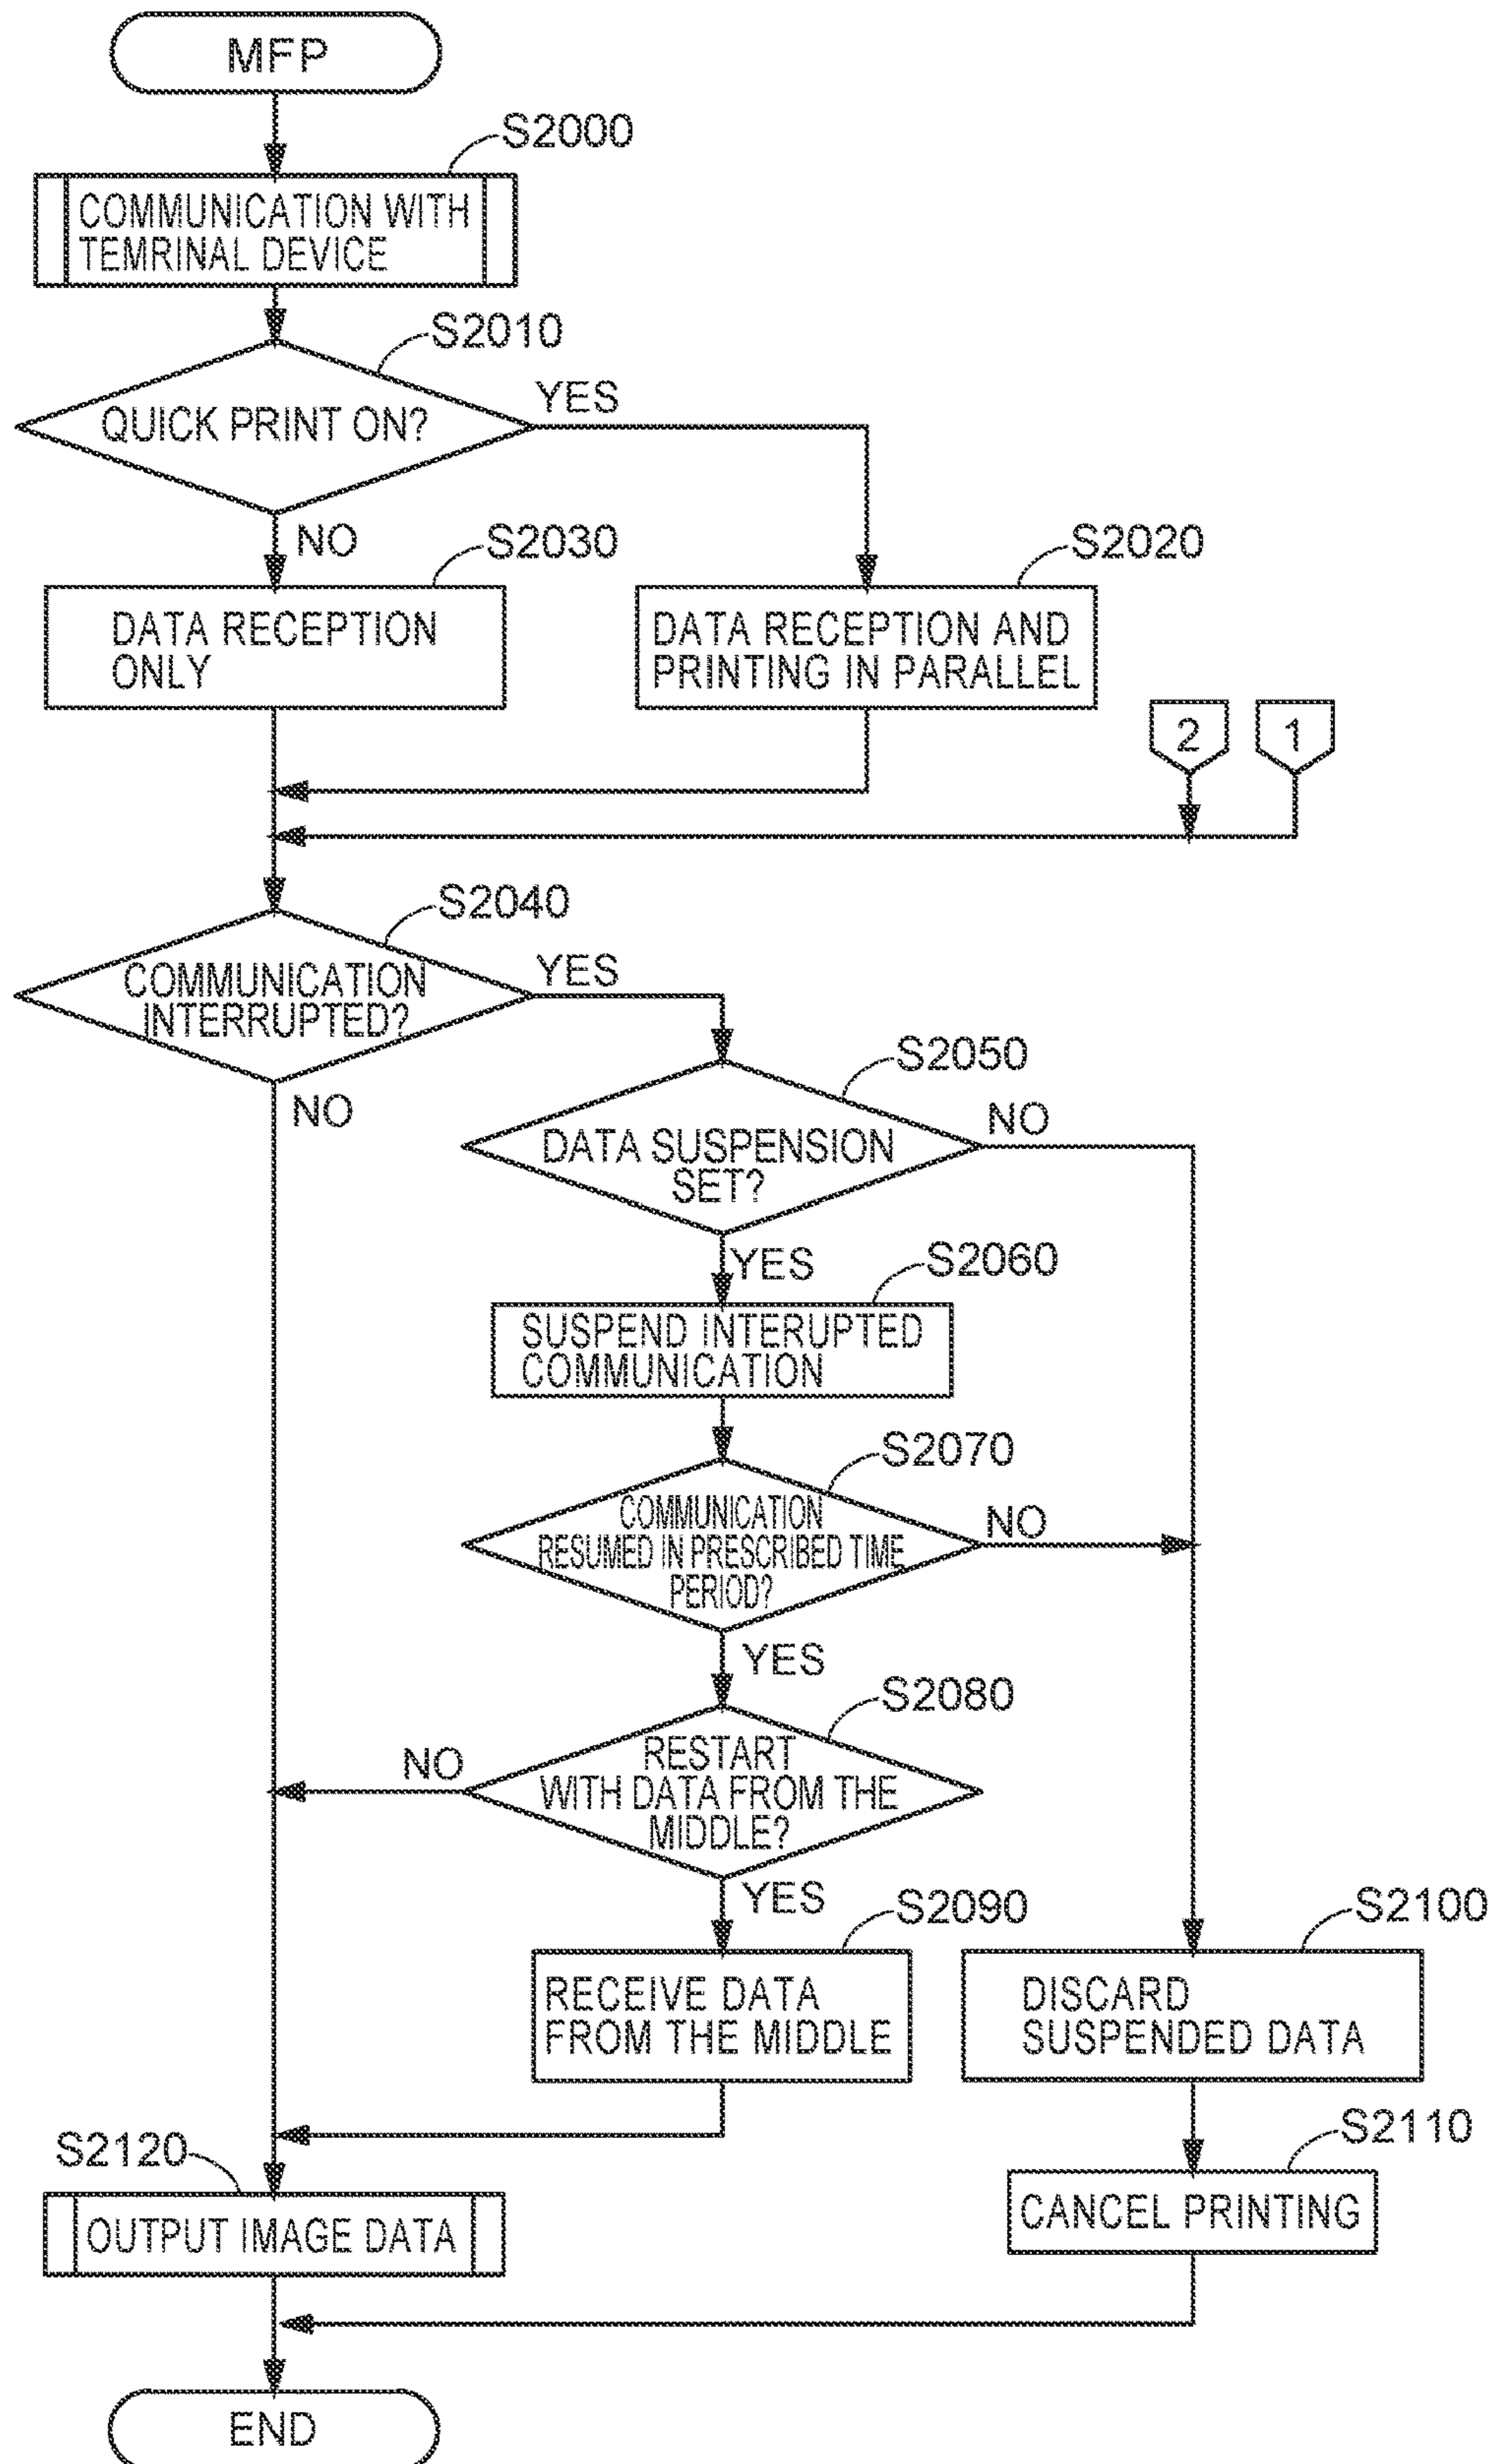 MFP
S2000
COMMUNICATION WITH
TEMRINAL DEVICE
S2010
QUICK PRINT ON?
YES
NO
S2030
S2020
DATA RECEPTION
ONLY
DATA RECEPTION AND
PRINTING IN PARALLEL
2
1
S2040
COMMUNICATION
INTERRUPTED?
YES
NO
S2050
DATA SUSPENSION
SET?
NO
YES
S2060
SUSPEND INTERUPTED
COMMUNICATION
S2070
COMMUNICATION
RESUMED IN PRESCRIBED TIME
PERIOD?
NO
YES
S2080
RESTART
WITH DATA FROM THE
MIDDLE?
NO
YES
S2090
S2100
RECEIVE DATA
FROM THE MIDDLE
DISCARD
SUSPENDED DATA
S2120
S2110
OUTPUT IMAGE DATA
CANCEL PRINTING
END